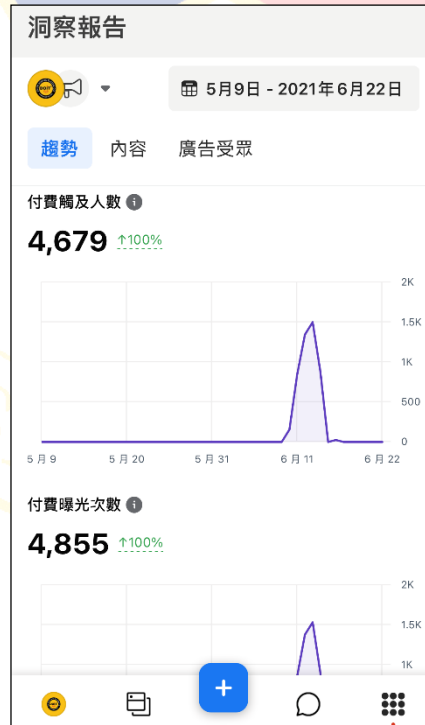 洞察報告
5月9日 - 2021年6月22日
趨勢 內容 廣告受眾
付費觸及人數
4,679 ↑100%
2K
1.5K
1K
500
0
5月9 5月20 5月31 6月11 6月22
付費曝光次數
4,855 ↑100%
2K
1.5K
1K